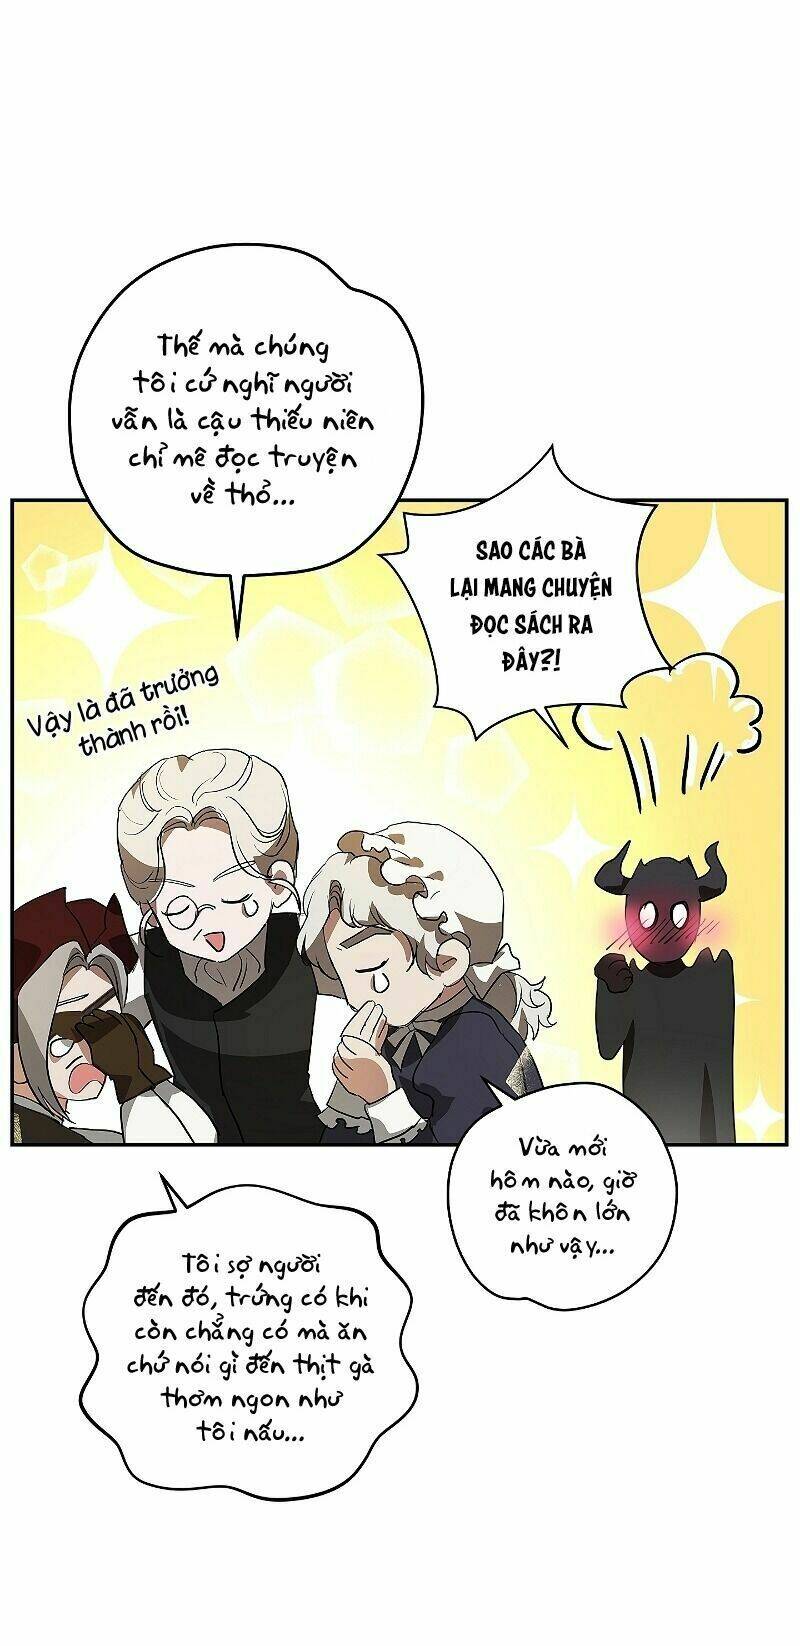 Thế mà chúng
tôi cứ nghĩ người
vẫn là cậu thiếu niên
chỉ mê đọc truyện
về thỏ...
SAO CÁC BÀ
LẠI MANG CHUYỆN
ĐỌC SÁCH RA
ĐÂY?!
Vậy là đã trưởng
thành rồi!
Vừa mới
hôm nào, giờ
đã khôn lớn
như vậy...
Tôi sợ người
đến đó, trứng có khi
còn chẳng có mà ăn
chứ nói gì đến thịt gà
thơm ngon như
tôi nấu...